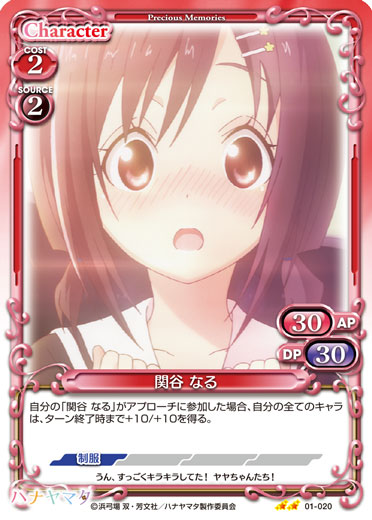 Precious Memories
Character
COST
2
SOURCE
2
30 AP
DP 30
関谷 なる
自分の「関谷 なる」がアプローチに参加した場合、自分の全てのキャラ
は、ターン終了時まで+10/+10を得る。
制服
うん、すっごくキラキラしてた! ヤヤちゃんたち!
ハナヤマタ
©浜弓場 双・芳文社/ハナヤマタ製作委員会
01-020